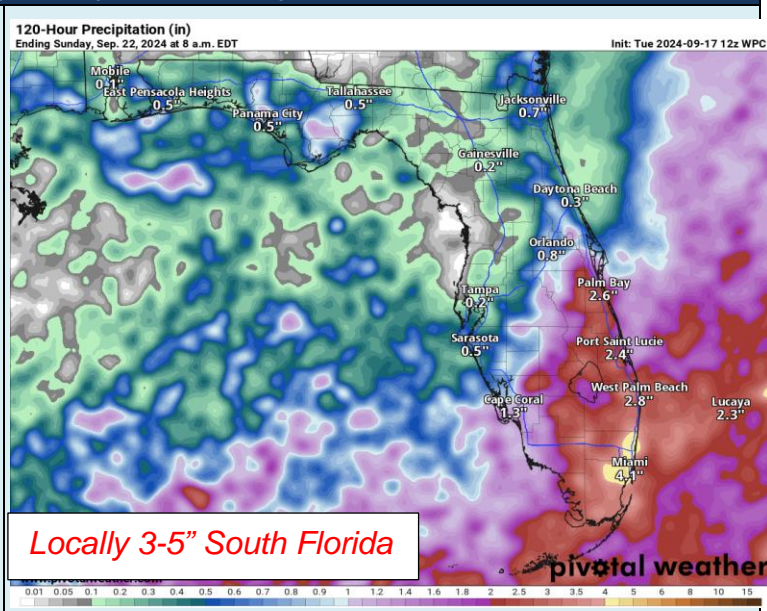 120-Hour Precipitation (in)
Ending Sunday, Sep. 22, 2024 at 8 a.m. EDT
Init: Tue 2024-09-17 12z WPC
Mobile
0.1"
East Pensacola Heights
0.5"
Panama City
0.5"
Tallahassee
0.5"
Jacksonville
0.7"
Gainesville
0.2"
Daytona Beach
0.3"
Orlando
0.8"
Tampa
0.2"
Palm Bay
2.6"
Sarasota
0.5"
Port Saint Lucie
2.4"
Cape Coral
1.3"
West Palm Beach
2.8"
Lucaya
2.3"
Miami
4.1"
Locally 3-5” South Florida
pivotal weather
0.01 0.05 0.1 0.2 0.3 0.4 0.5 0.6 0.7 0.8 0.9 1 1.2 1.4 1.6 1.8 2 2.5 3 3.5 4 5 6 8 10 15